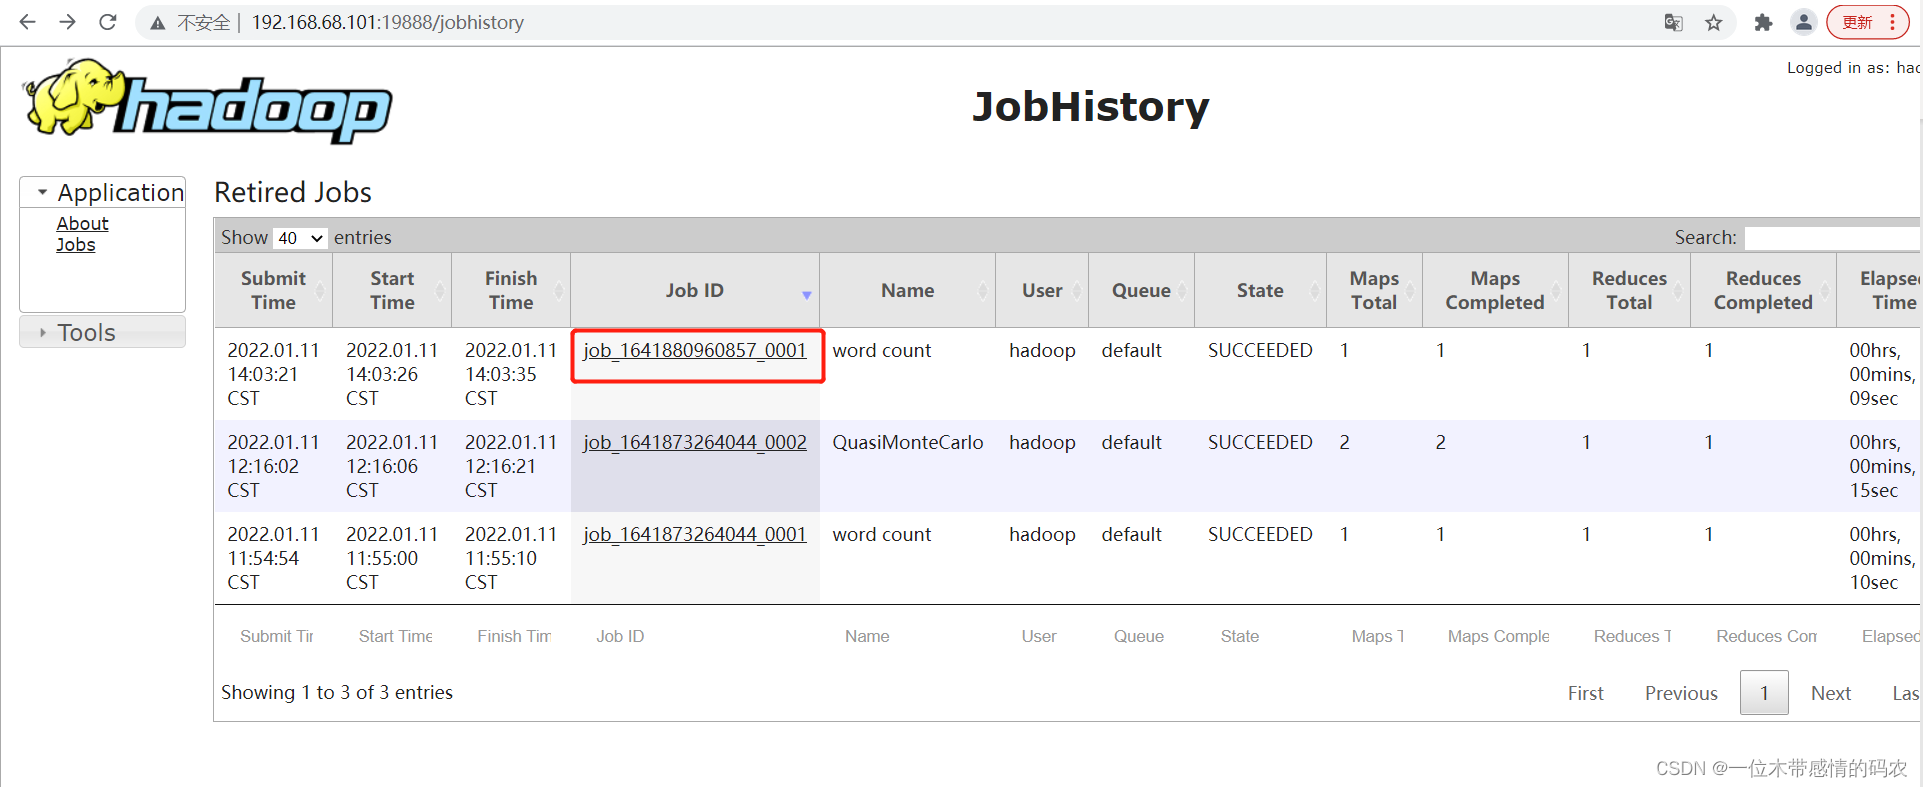 不安全 | 192.168.68.101:19888/jobhistory
更新
Logged in as: hac
hadoop
JobHistory
Application
About
Jobs
Tools
Retired Jobs
Show 40 entries
Search:
Submit Time
Start Time
Finish Time
Job ID
Name
User
Queue
State
Maps Total
Maps Completed
Reduces Total
Reduces Completed
Elapsed Time
2022.01.11 14:03:21 CST
2022.01.11 14:03:26 CST
2022.01.11 14:03:35 CST
job_1641880960857_0001
word count
hadoop
default
SUCCEEDED
1
1
1
1
00hrs, 00mins, 09sec
2022.01.11 12:16:02 CST
2022.01.11 12:16:06 CST
2022.01.11 12:16:21 CST
job_1641873264044_0002
QuasiMonteCarlo
hadoop
default
SUCCEEDED
2
2
1
1
00hrs, 00mins, 15sec
2022.01.11 11:54:54 CST
2022.01.11 11:55:00 CST
2022.01.11 11:55:10 CST
job_1641873264044_0001
word count
hadoop
default
SUCCEEDED
1
1
1
1
00hrs, 00mins, 10sec
Submit Tir
Start Time
Finish Tim
Job ID
Name
User
Queue
State
Maps T
Maps Comple
Reduces T
Reduces Com
Elapsed
Showing 1 to 3 of 3 entries
First
Previous
1
Next
Las
CSDN @一位木带感情的码农